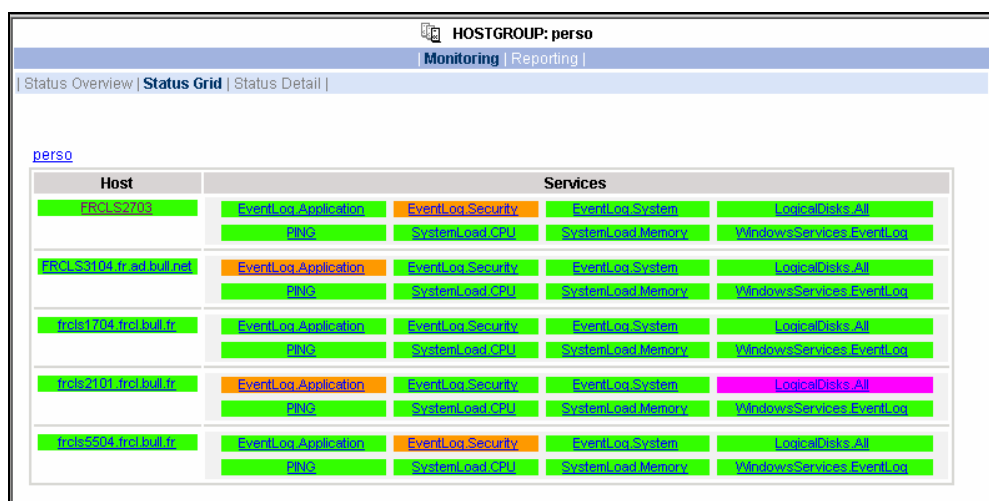 HOSTGROUP: perso
| Monitoring | Reporting |
| Status Overview | Status Grid | Status Detail |
perso
Host Services
FRCLS2703 EventLog.Application EventLog.Security EventLog.System LogicalDisks.All
PING SystemLoad.CPU SystemLoad.Memory WindowsServices.EventLog
FRCLS3104.fr.ad.bull.net EventLog.Application EventLog.Security EventLog.System LogicalDisks.All
PING SystemLoad.CPU SystemLoad.Memory WindowsServices.EventLog
frcls1704.frcl.bull.fr EventLog.Application EventLog.Security EventLog.System LogicalDisks.All
PING SystemLoad.CPU SystemLoad.Memory WindowsServices.EventLog
frcls2101.frcl.bull.fr EventLog.Application EventLog.Security EventLog.System LogicalDisks.All
PING SystemLoad.CPU SystemLoad.Memory WindowsServices.EventLog
frcls5504.frcl.bull.fr EventLog.Application EventLog.Security EventLog.System LogicalDisks.All
PING SystemLoad.CPU SystemLoad.Memory WindowsServices.EventLog